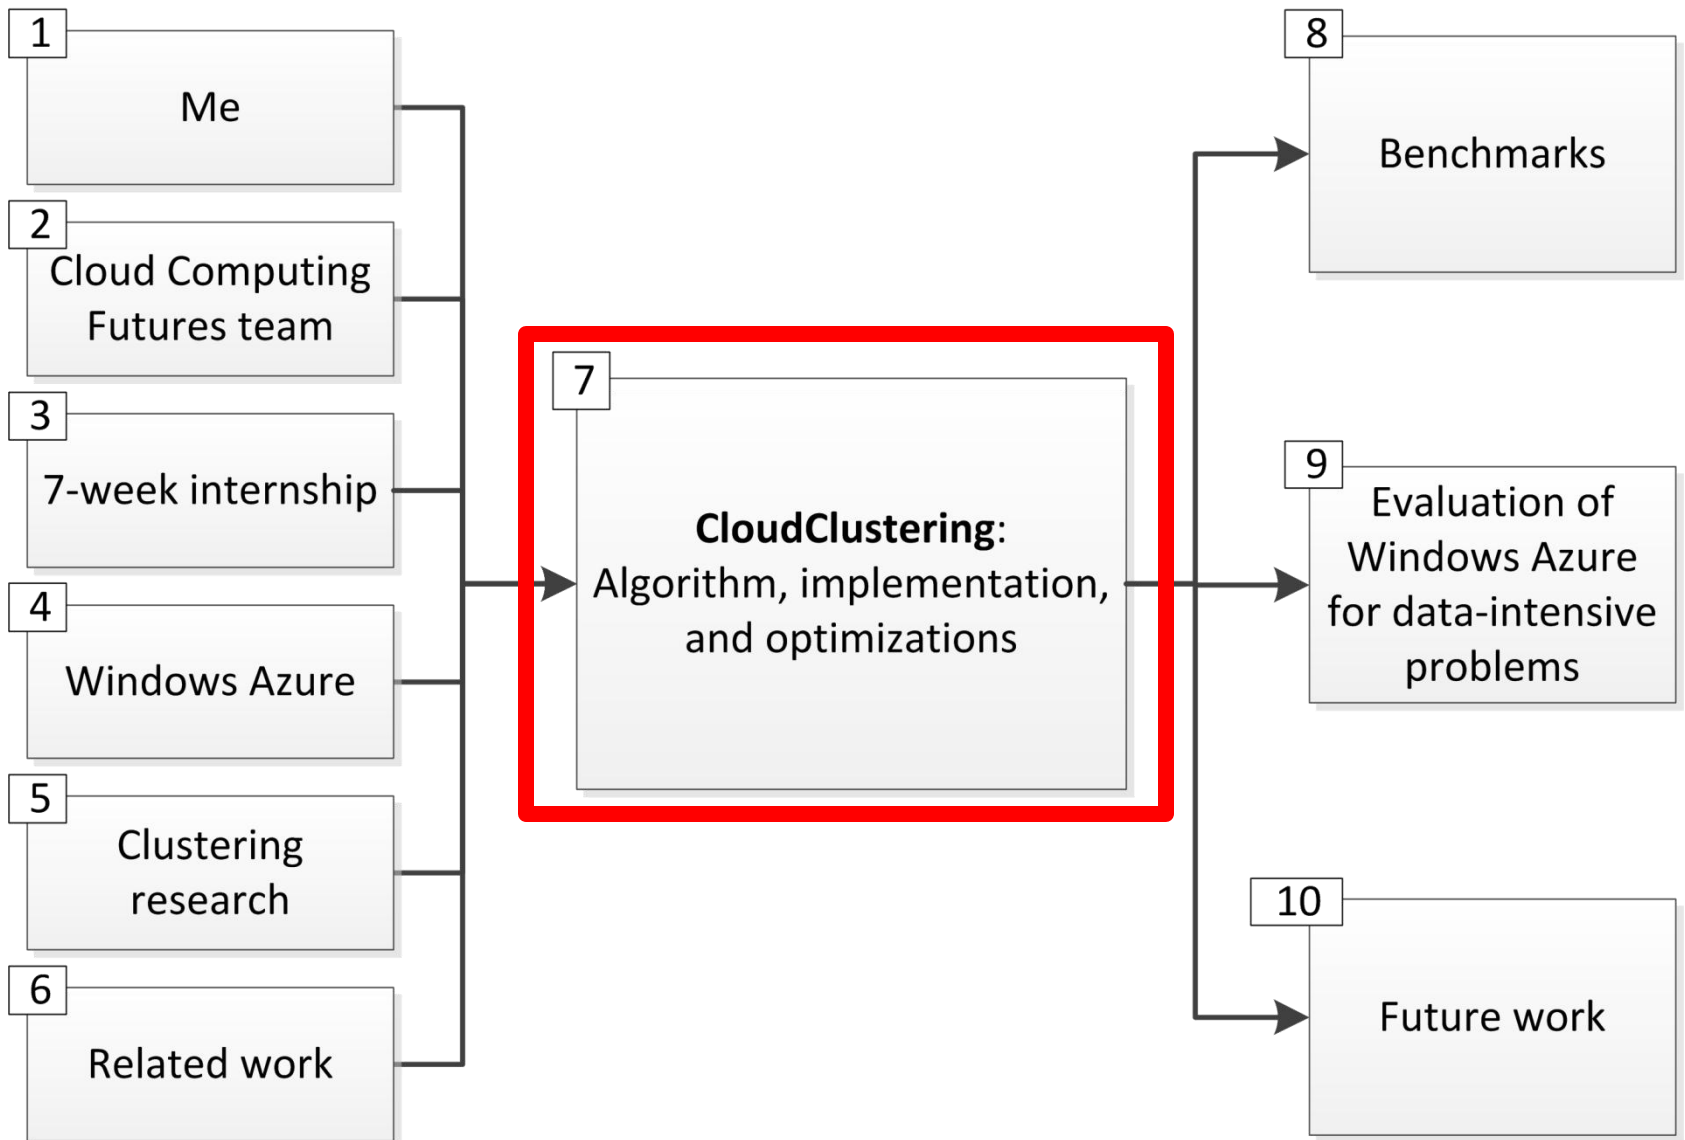 1
Me
2
Cloud Computing
Futures team
3
7-week internship
4
Windows Azure
5
Clustering
research
6
Related work
7
CloudClustering:
Algorithm, implementation,
and optimizations
8
Benchmarks
9
Evaluation of
Windows Azure
for data-intensive
problems
10
Future work